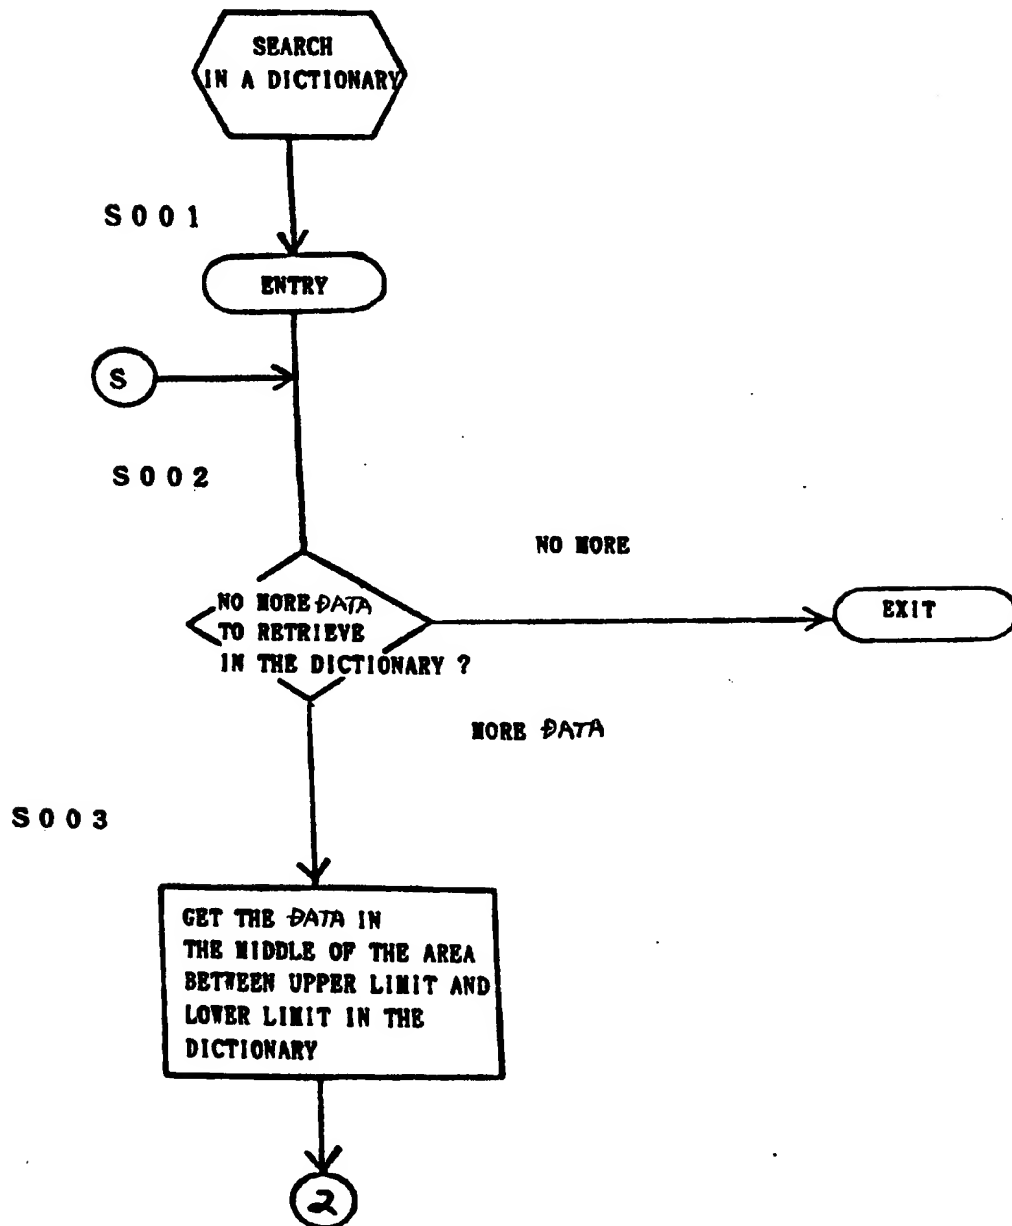 SEARCH
IN A DICTIONARY
S001
ENTRY
S
S002
NO MORE
NO MORE DATA
TO RETRIEVE
IN THE DICTIONARY ?
EXIT
MORE DATA
S003
GET THE DATA IN
THE MIDDLE OF THE AREA
BETWEEN UPPER LIMIT AND
LOWER LIMIT IN THE
DICTIONARY
2